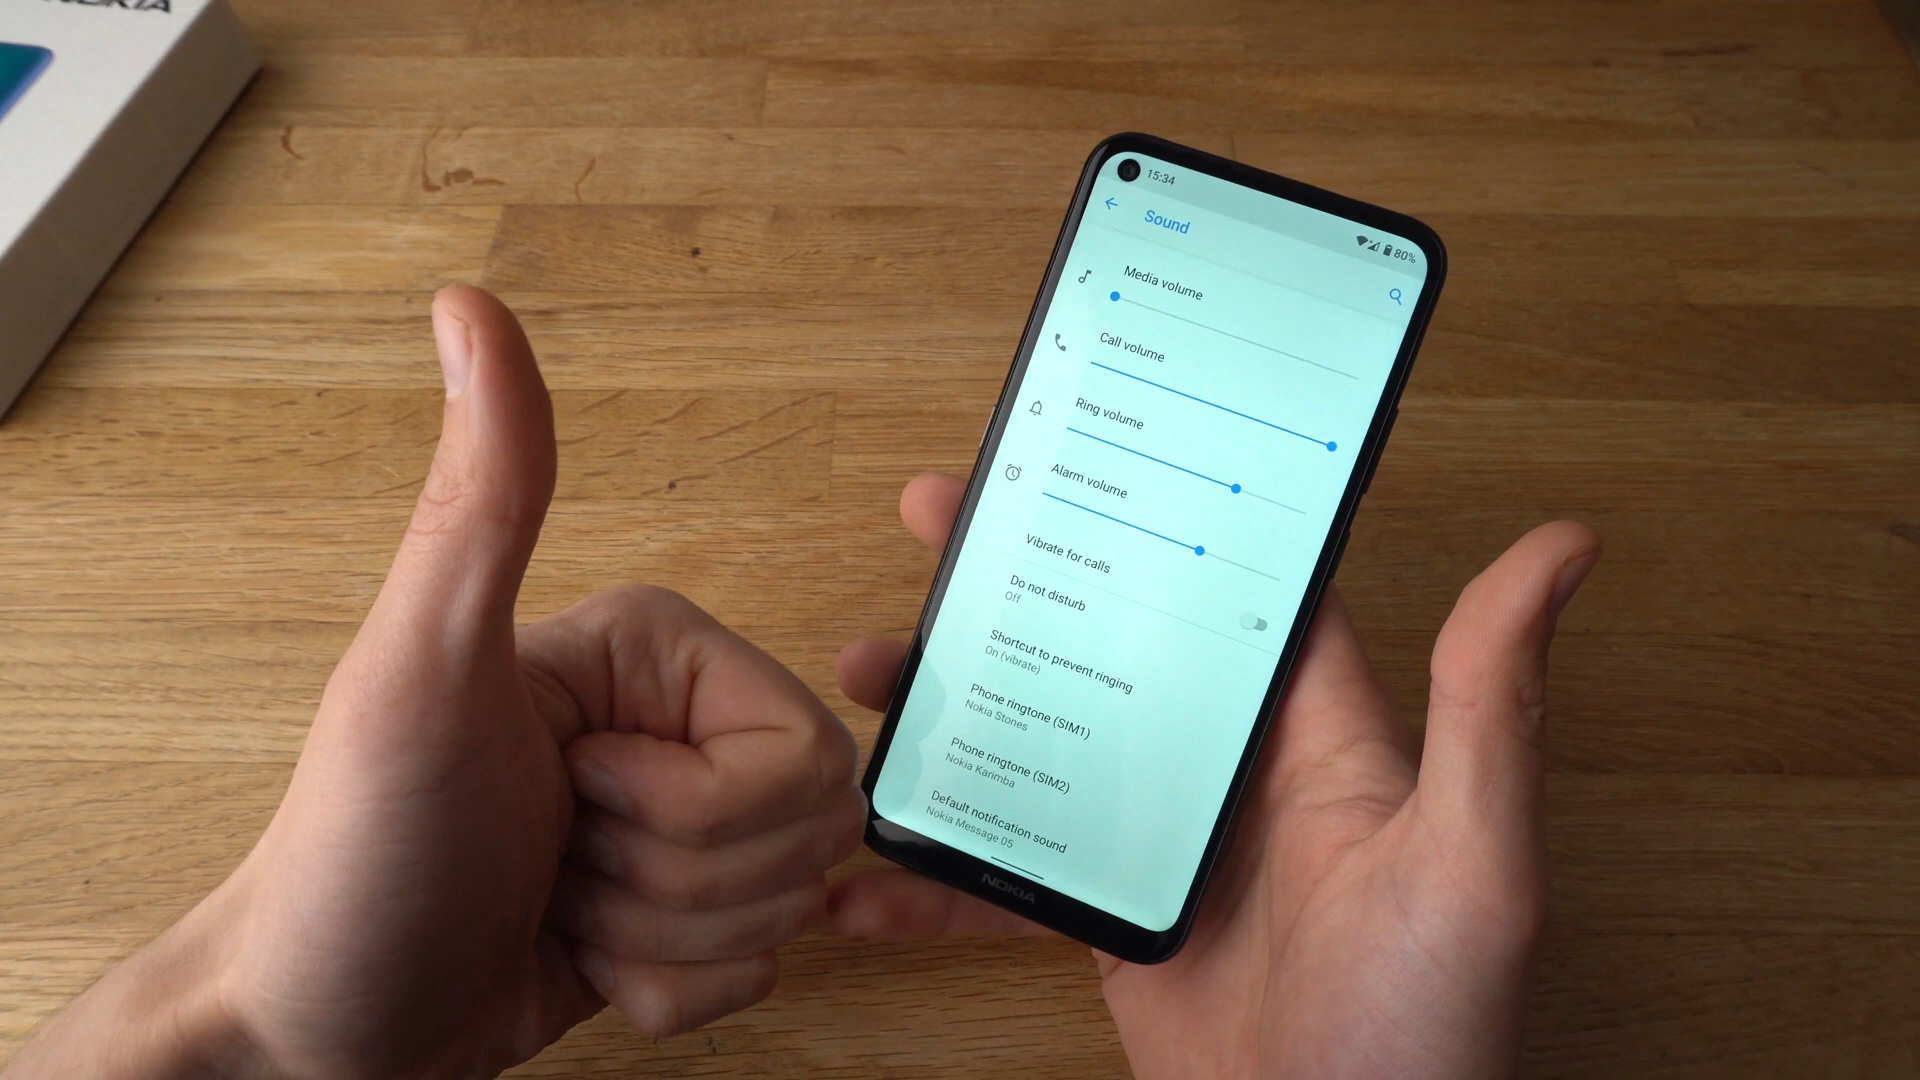 NOKIA
15:34
80%
Sound
Media volume
Call volume
Ring volume
Alarm volume
Vibrate for calls
Do not disturb
Off
Shortcut to prevent ringing
On (vibrate)
Phone ringtone (SIM1)
Nokia Stones
Phone ringtone (SIM2)
Nokia Karimba
Default notification sound
Nokia Message 05
NOKIA